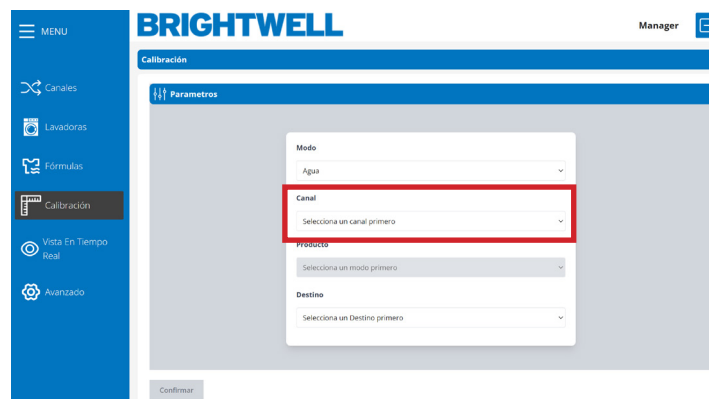 MENU
BRIGHTWELL
Manager
Calibración
Canales
Parametros
Lavadoras
Modo
Agua
Fórmulas
Canal
Calibración
Selecciona un canal primero
Producto
Vista En Tiempo
Real
Selecciona un modo primero
Avanzado
Destino
Selecciona un Destino primero
Confirmar